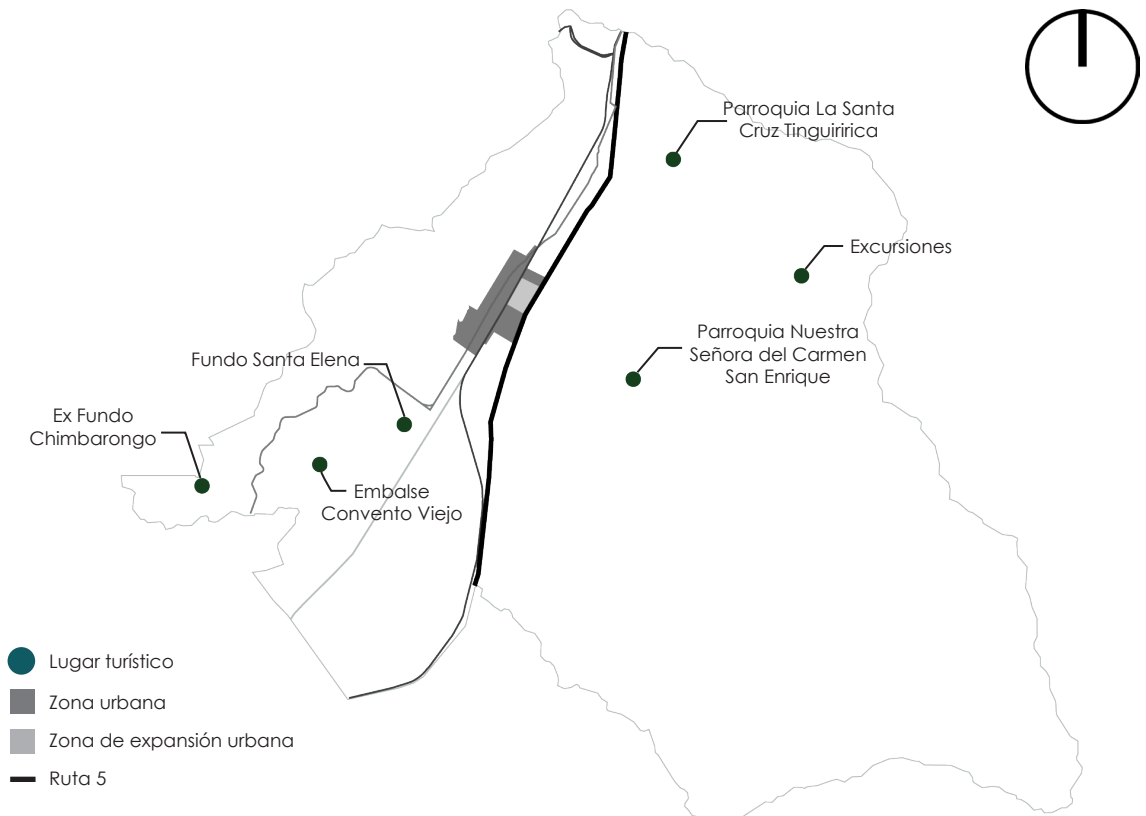 Parroquia La Santa
Cruz Tinguiririca
Excursiones
Parroquia Nuestra
Señora del Carmen
San Enrique
Fundo Santa Elena
Ex Fundo
Chimbarongo
Embalse
Convento Viejo
Lugar turístico
Zona urbana
Zona de expansión urbana
Ruta 5